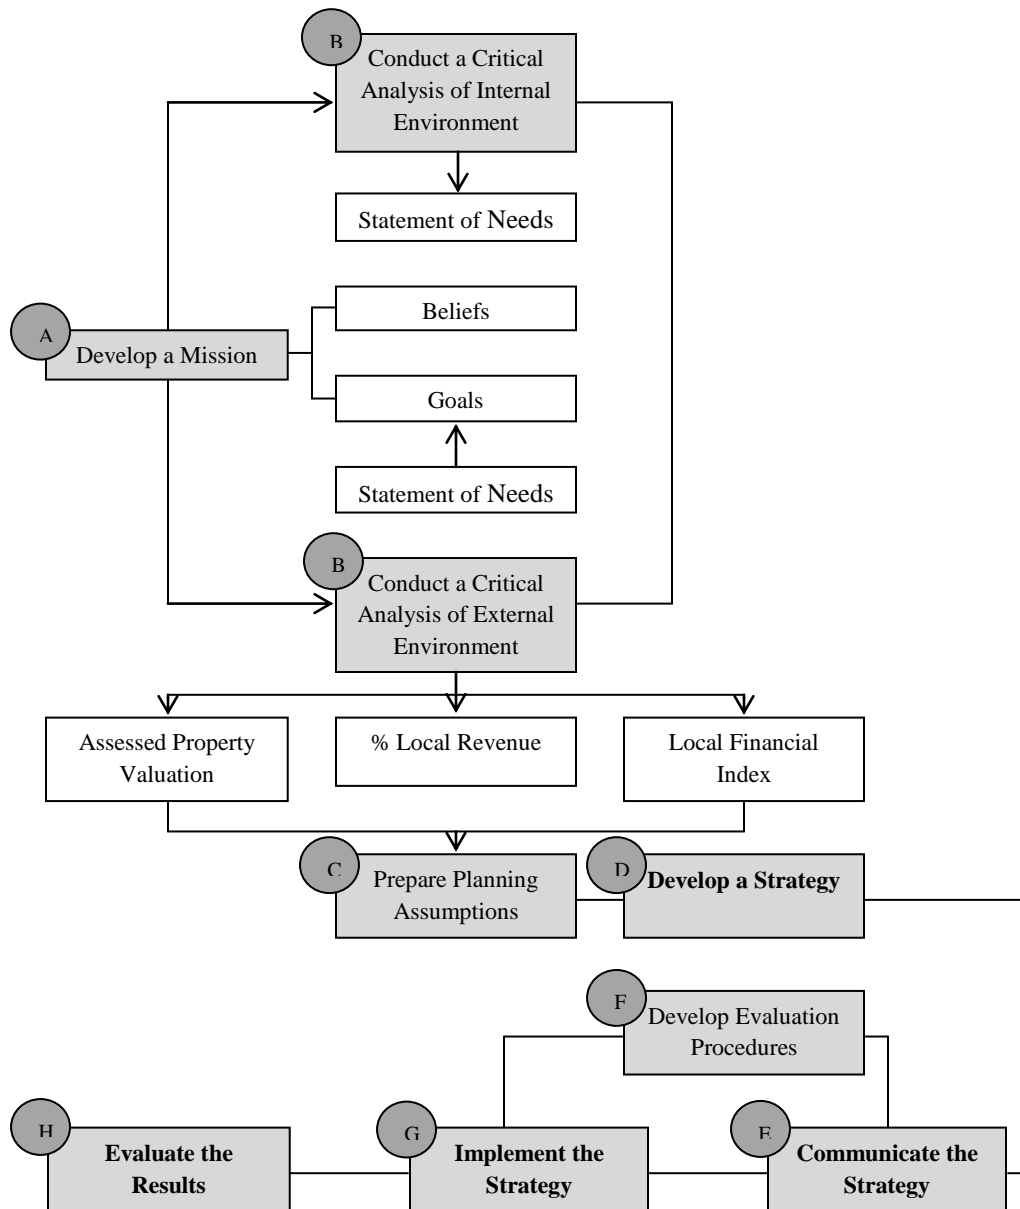 B
Conduct a Critical
Analysis of Internal
Environment
Statement of Needs
Beliefs
A
Develop a Mission
Goals
Statement of Needs
B
Conduct a Critical
Analysis of External
Environment
Assessed Property
Valuation
% Local Revenue
Local Financial
Index
C
Prepare Planning
Assumptions
D
Develop a Strategy
F
Develop Evaluation
Procedures
H
Evaluate the
Results
G
Implement the
Strategy
E
Communicate the
Strategy